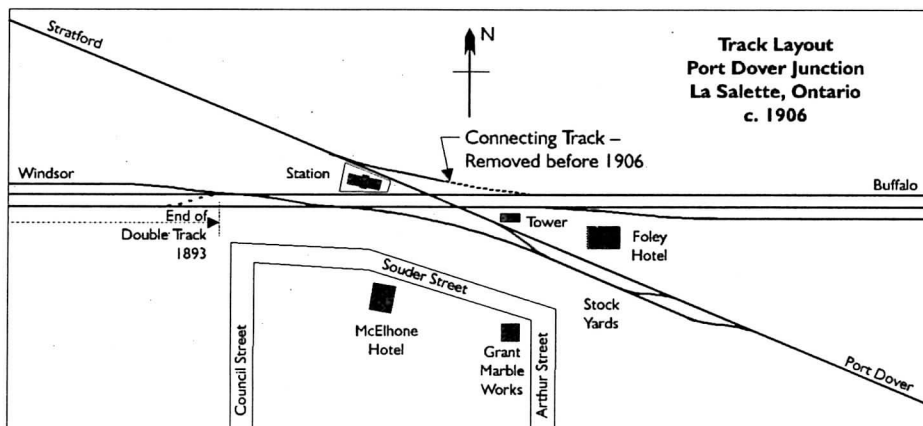 Stratford
N
Track Layout
Port Dover Junction
La Salette, Ontario
c. 1906
Connecting Track –
Removed before 1906
Windsor
Station
Buffalo
End of
Double Track
1893
Tower
Foley
Hotel
Souder Street
Stock
Yards
McElhone
Hotel
Grant
Marble
Works
Council Street
Arthur Street
Port Dover